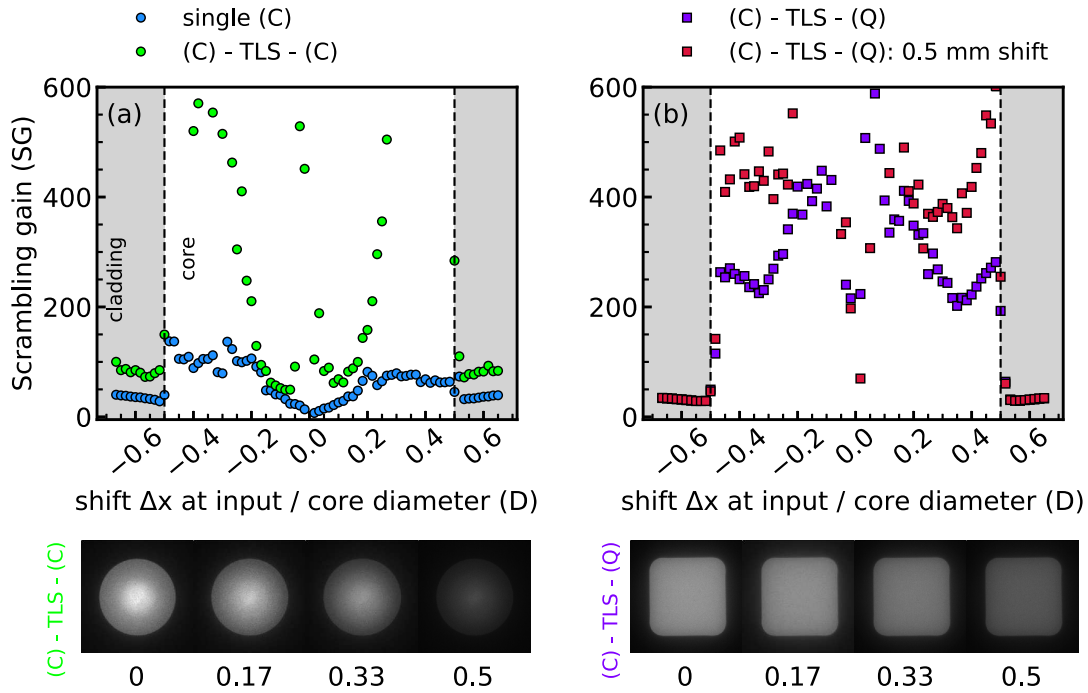 single (C)
(C) - TLS - (C)
(C) - TLS - (Q)
(C) - TLS - (Q): 0.5 mm shift
Scrambling gain (SG)
600
400
200
0
(a)
cladding
core
−0.6
−0.4
−0.2
0.0
0.2
0.4
0.6
shift Δx at input / core diameter (D)
600
400
200
0
(b)
−0.6
−0.4
−0.2
0.0
0.2
0.4
0.6
shift Δx at input / core diameter (D)
(C) - TLS - (C)
0
0.17
0.33
0.5
(C) - TLS - (Q)
0
0.17
0.33
0.5